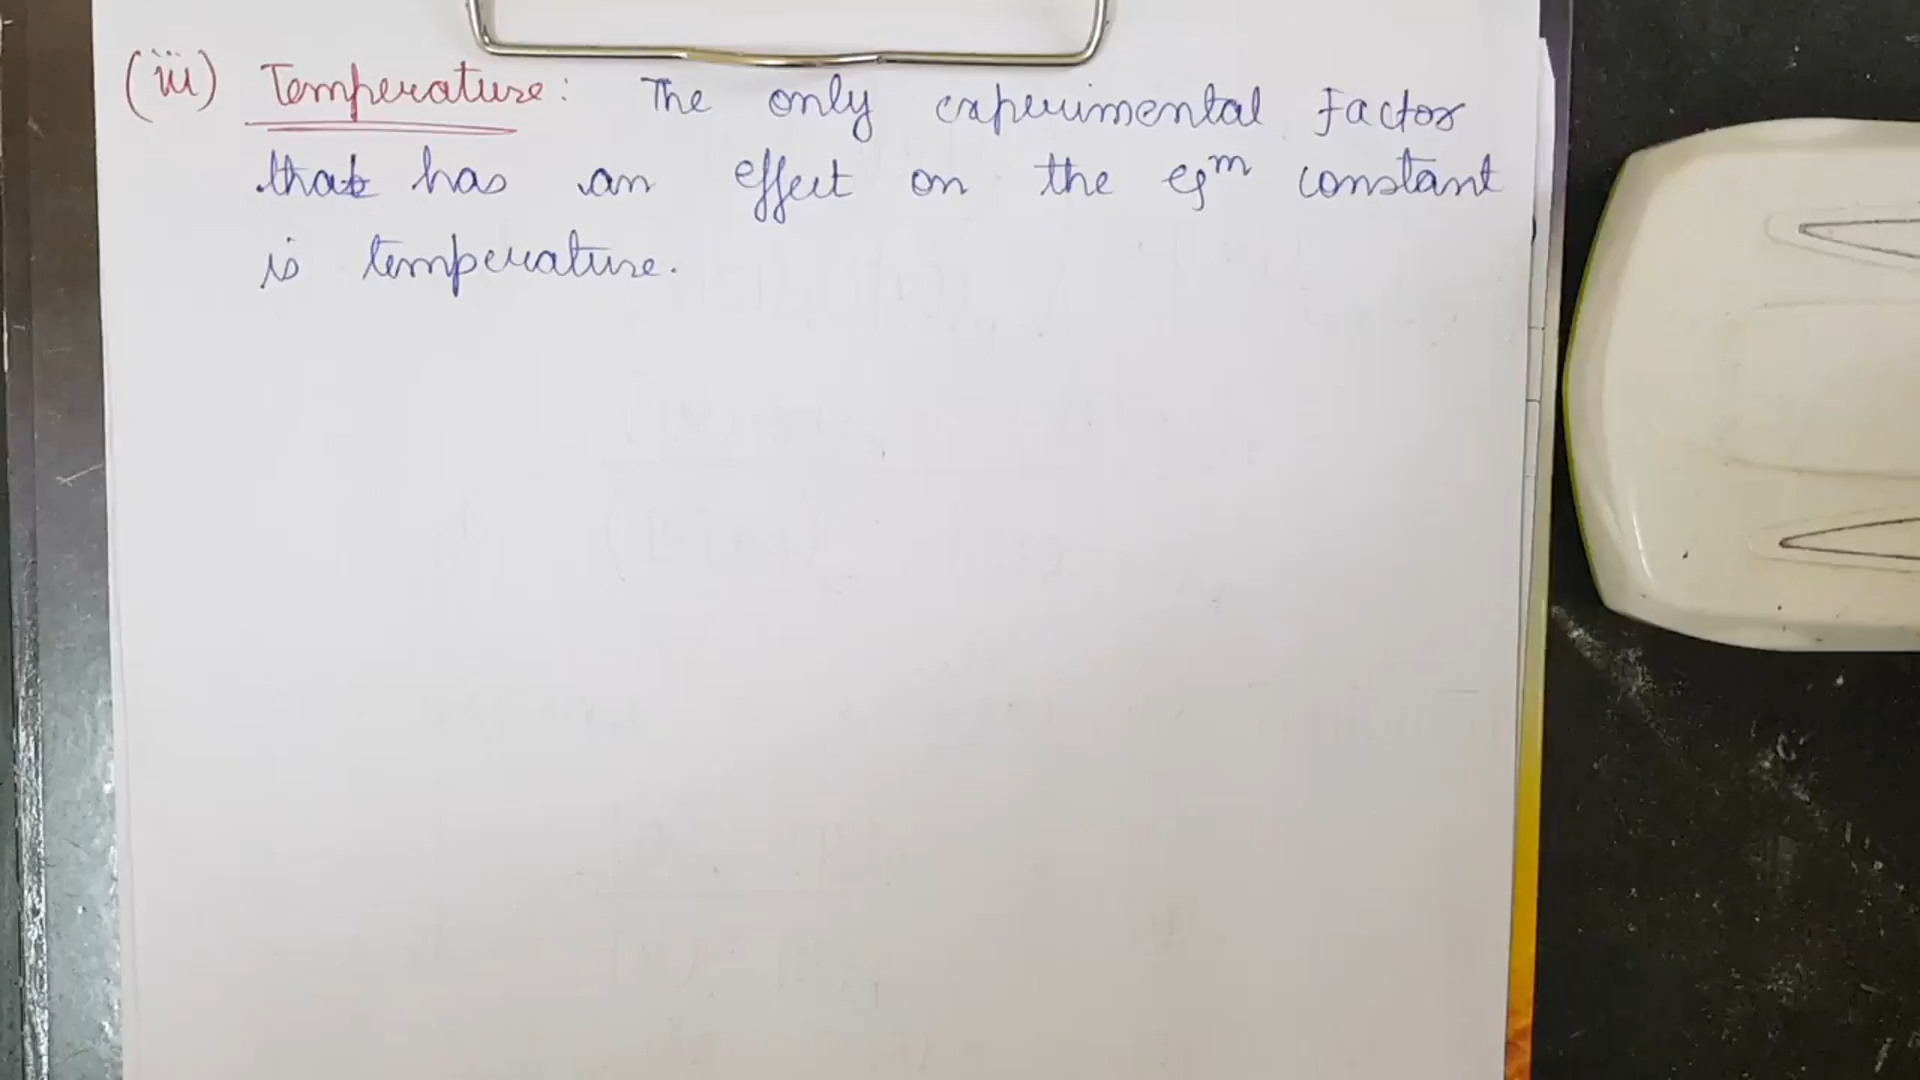 (iii) Temperature: The only experimental Factor
that has an effect on the eqm constant
is temperature.